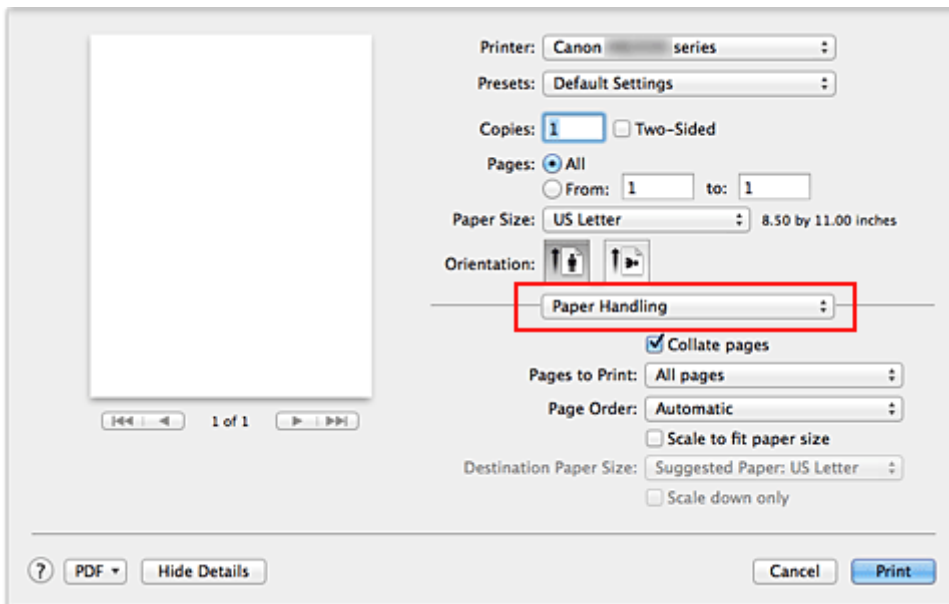 Printer: Canon series
Presets: Default Settings
Copies: 1 Two-Sided
Pages: All
From: 1 to: 1
Paper Size: US Letter 8.50 by 11.00 inches
Orientation:
Paper Handling
Collate pages
Pages to Print: All pages
Page Order: Automatic
Scale to fit paper size
Destination Paper Size: Suggested Paper: US Letter
Scale down only
1 of 1
? PDF Hide Details Cancel Print